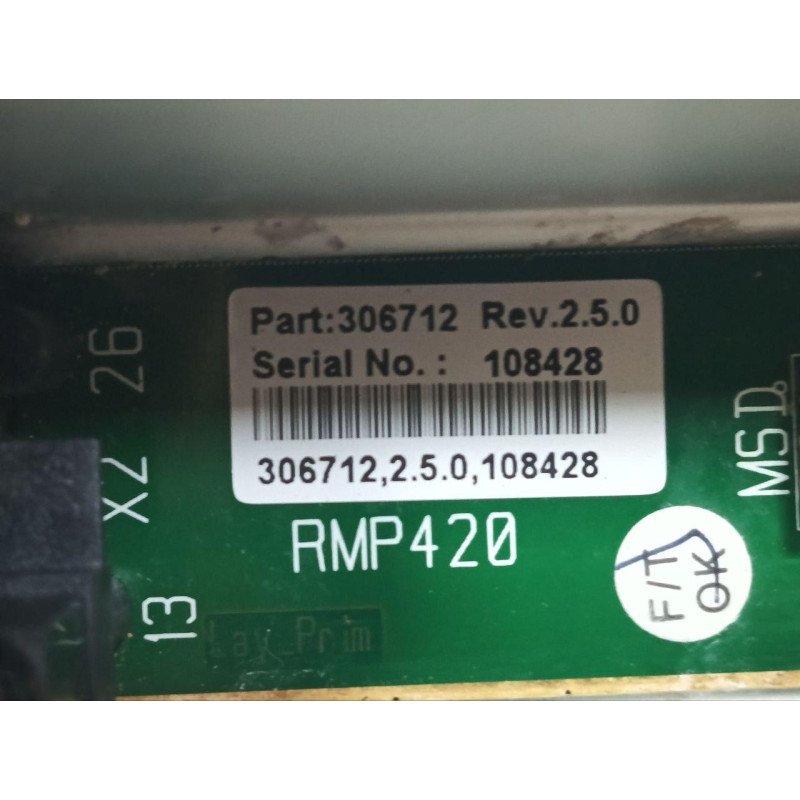 Part:306712 Rev.2.5.0
Serial No. : 108428
306712,2.5.0,108428
RMP420
26
X2
13
MSD
F/T
OK